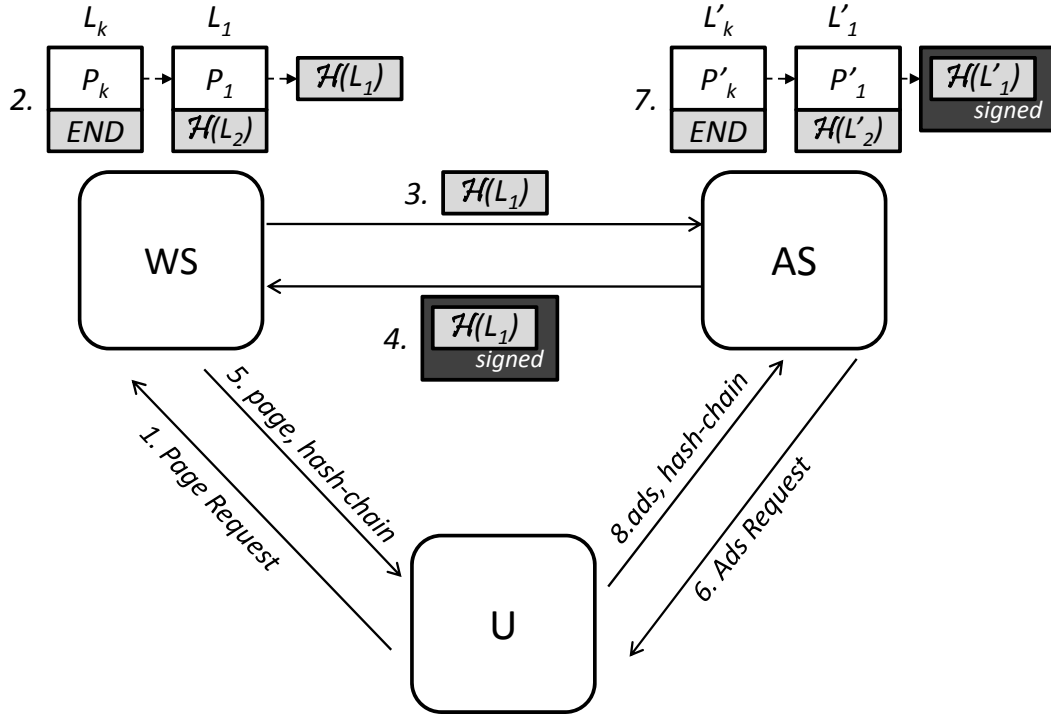 L_k L_1
2. P_k P_1 ℋ(L_1)
END ℋ(L_2)
L'_k L'_1
7. P'_k P'_1 ℋ(L'_1)
signed
END ℋ(L'_2)
3. ℋ(L_1)
WS
AS
4. ℋ(L_1)
signed
5. page, hash-chain
1. Page Request
8.ads, hash-chain
6. Ads Request
U